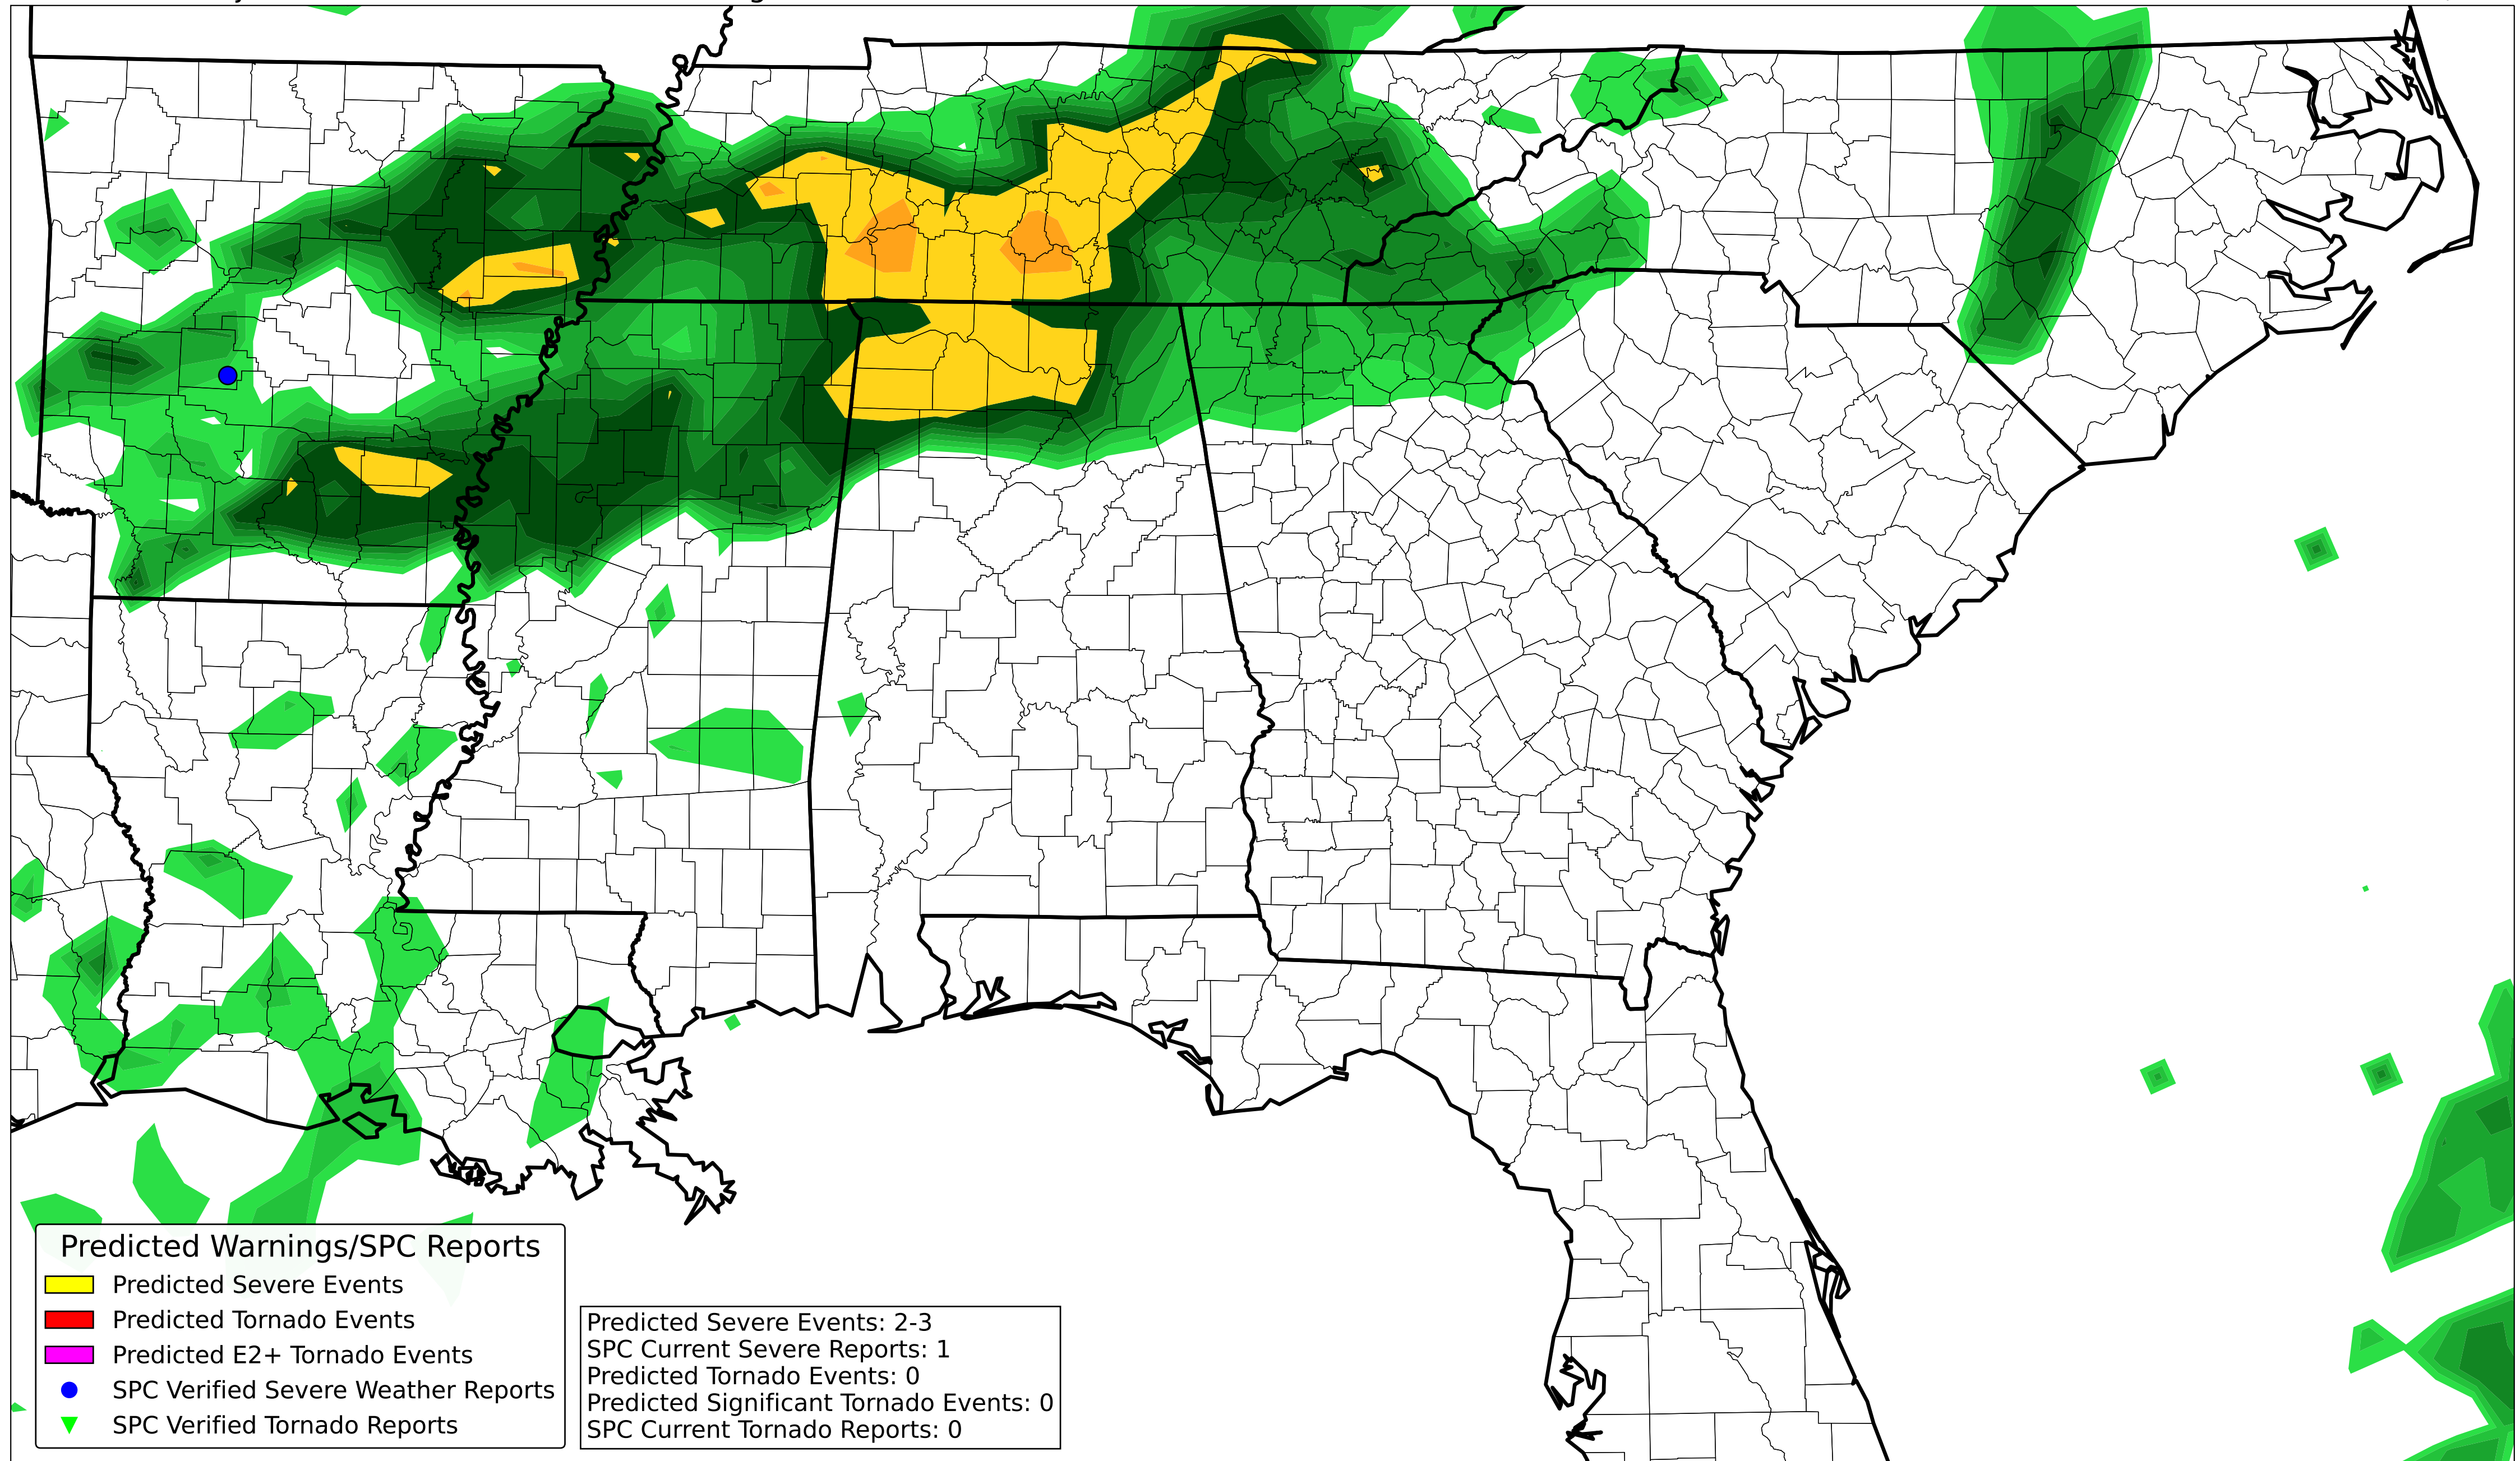 Predicted Warnings/SPC Reports
Predicted Severe Events
Predicted Tornado Events
Predicted E2+ Tornado Events
SPC Verified Severe Weather Reports
SPC Verified Tornado Reports
Predicted Severe Events: 2-3
SPC Current Severe Reports: 1
Predicted Tornado Events: 0
Predicted Significant Tornado Events: 0
SPC Current Tornado Reports: 0